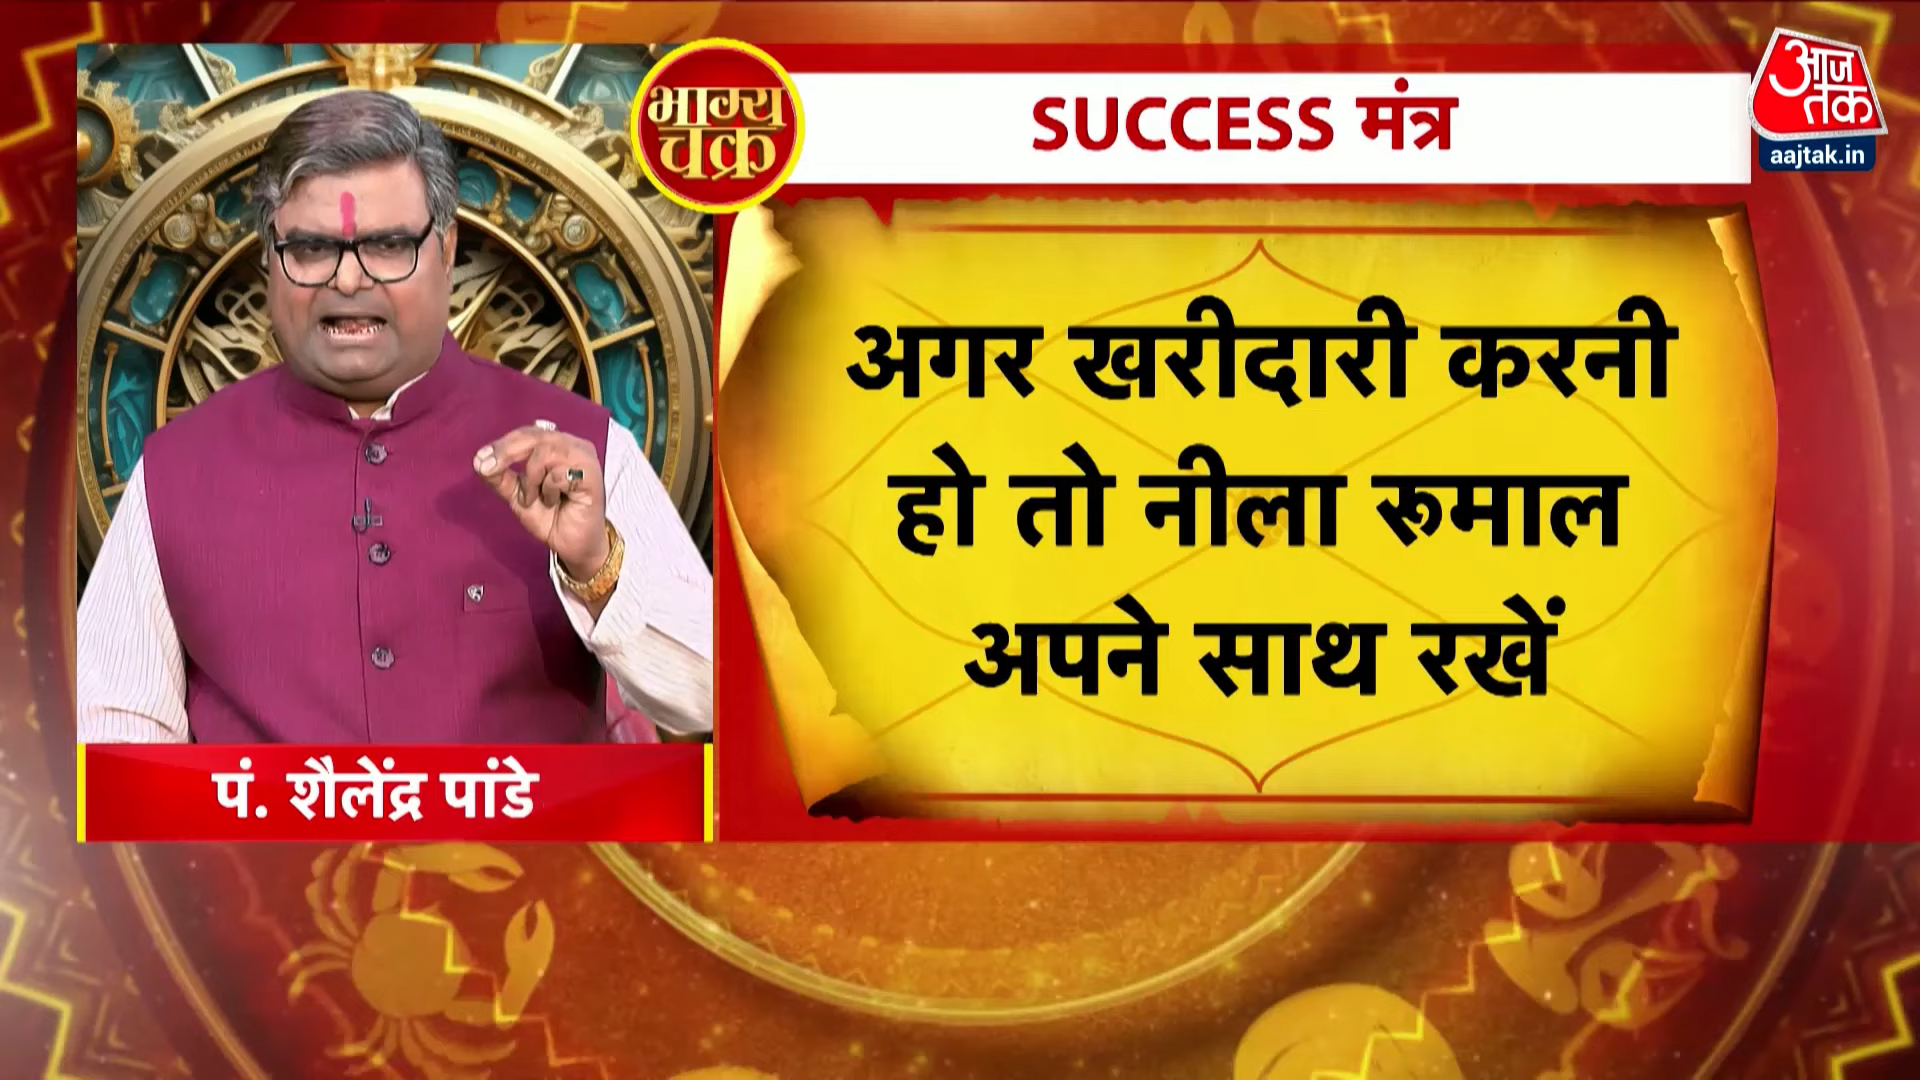 भाग्य
चक्र
SUCCESS मंत्र
आज
तक
aajtak.in
अगर खरीदारी करनी
हो तो नीला रूमाल
अपने साथ रखें
पं. शैलेंद्र पांडे